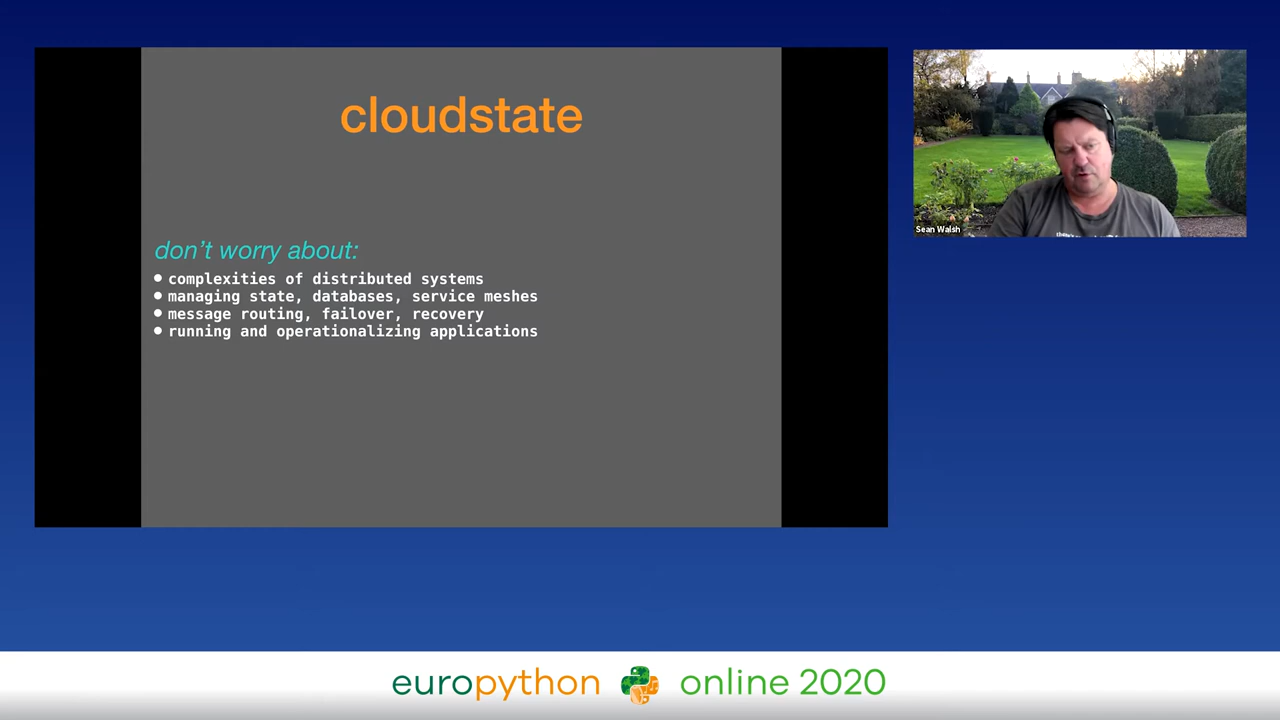 cloudstate
don't worry about:
• complexities of distributed systems
• managing state, databases, service meshes
• message routing, failover, recovery
• running and operationalizing applications
Sean Walsh
europython online 2020